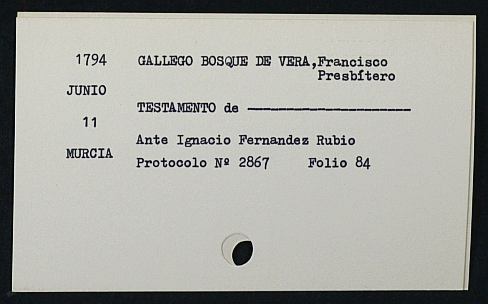 1794 GALLEGO BOSQUE DE VERA,Francisco
Presbítero
JUNIO
TESTAMENTO de ---------------------
11
Ante Ignacio Fernandez Rubio
MURCIA
Protocolo Nº 2867 Folio 84